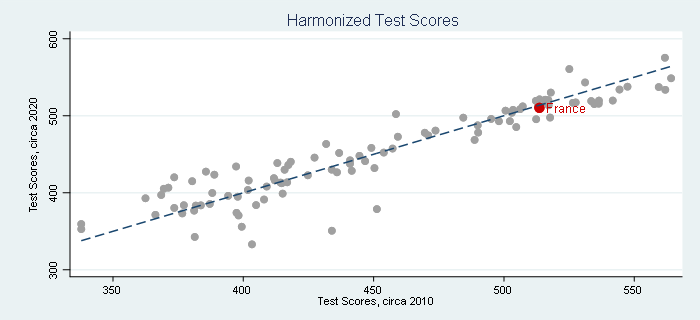 Harmonized Test Scores
Test Scores, circa 2020
600
500
400
300
France
350
400
450
500
550
Test Scores, circa 2010